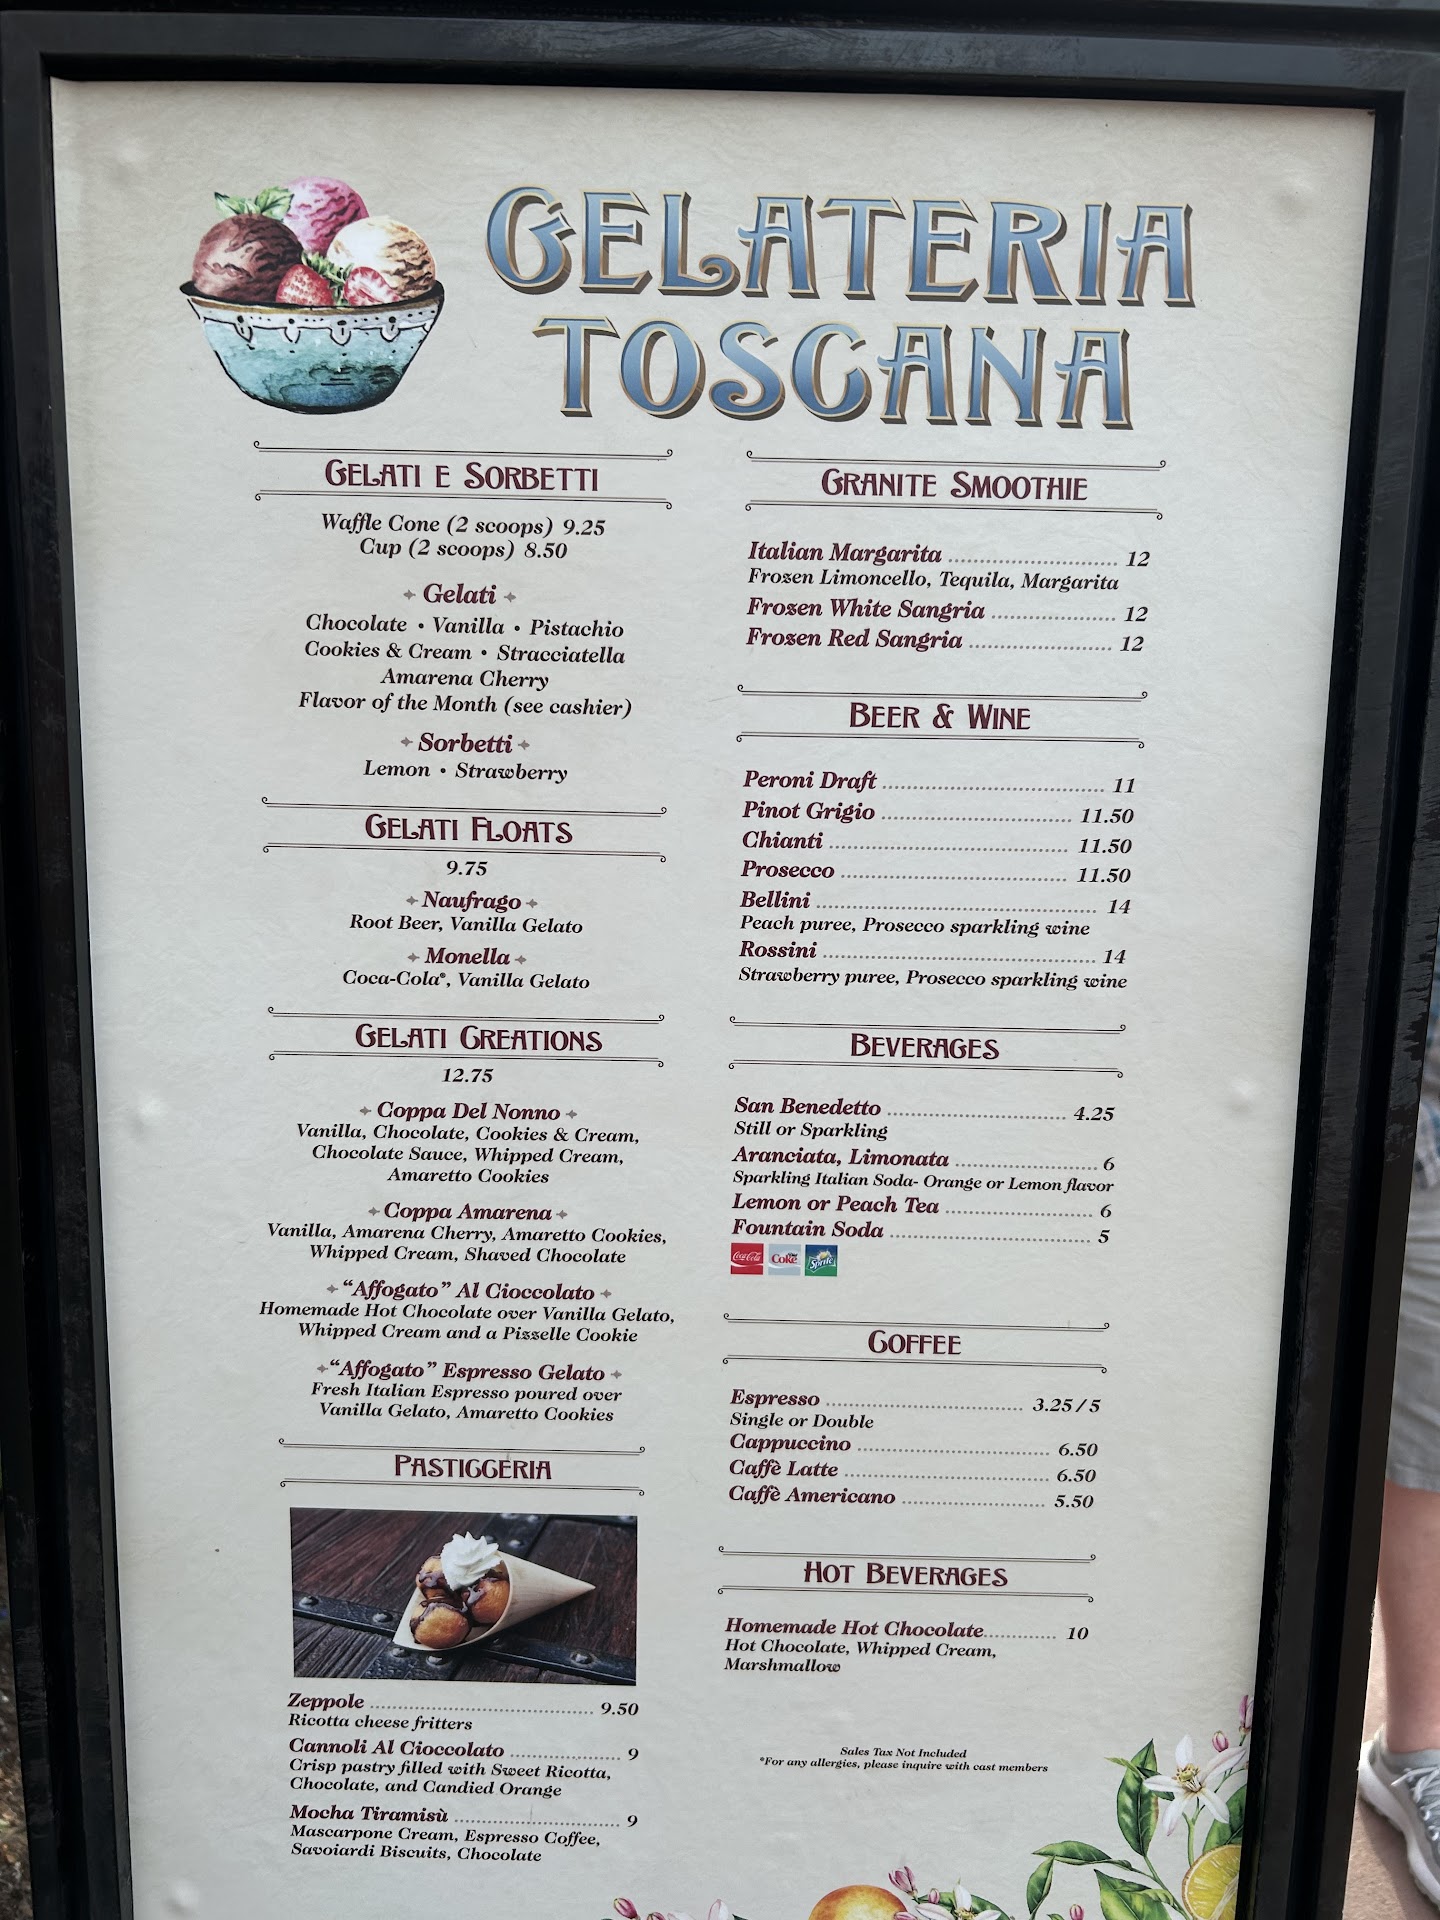 GELATERIA
TOSCANA
GELATI E SORBETTI
Waffle Cone (2 scoops) 9.25
Cup (2 scoops) 8.50
Gelati
Chocolate • Vanilla • Pistachio
Cookies & Cream • Stracciatella
Amarena Cherry
Flavor of the Month (see cashier)
Sorbetti
Lemon • Strawberry
GELATI FLOATS
9.75
Naufrago
Root Beer, Vanilla Gelato
Monella
Coca-Cola®, Vanilla Gelato
GELATI CREATIONS
12.75
Coppa Del Nonno
Vanilla, Chocolate, Cookies & Cream,
Chocolate Sauce, Whipped Cream,
Amaretto Cookies
Coppa Amarena
Vanilla, Amarena Cherry, Amaretto Cookies,
Whipped Cream, Shaved Chocolate
"Affogato" Al Cioccolato
Homemade Hot Chocolate over Vanilla Gelato,
Whipped Cream and a Pizzelle Cookie
"Affogato" Espresso Gelato
Fresh Italian Espresso poured over
Vanilla Gelato, Amaretto Cookies
PASTICCERIA
Zeppole 9.50
Ricotta cheese fritters
Cannoli Al Cioccolato 9
Crisp pastry filled with Sweet Ricotta,
Chocolate, and Candied Orange
Mocha Tiramisù 9
Mascarpone Cream, Espresso Coffee,
Savoiardi Biscuits, Chocolate
GRANITE SMOOTHIE
Italian Margarita 12
Frozen Limoncello, Tequila, Margarita
Frozen White Sangria 12
Frozen Red Sangria 12
BEER & WINE
Peroni Draft 11
Pinot Grigio 11.50
Chianti 11.50
Prosecco 11.50
Bellini 14
Peach puree, Prosecco sparkling wine
Rossini 14
Strawberry puree, Prosecco sparkling wine
BEVERAGES
San Benedetto 4.25
Still or Sparkling
Aranciata, Limonata 6
Sparkling Italian Soda- Orange or Lemon flavor
Lemon or Peach Tea 6
Fountain Soda 5
Coca-Cola Diet Coke Sprite
COFFEE
Espresso 3.25 / 5
Single or Double
Cappuccino 6.50
Caffè Latte 6.50
Caffè Americano 5.50
HOT BEVERAGES
Homemade Hot Chocolate 10
Hot Chocolate, Whipped Cream,
Marshmallow
Sales Tax Not Included
*For any allergies, please inquire with cast members